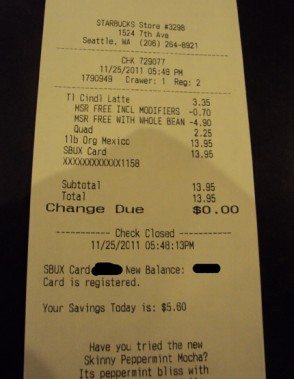 STARBUCKS Store #3298
1524 7th Ave
Seattle, WA (206) 264-8921
CHK 729077
11/25/2011 05:48 PM
1790949 Drawer: 1 Reg: 2
Tl Cindl Latte 3.35
MSR FREE INCL MODIFIERS -0.70
MSR FREE WITH WHOLE BEAN -4.90
Quad 2.25
1lb Org Mexico 13.95
SBUX Card 13.95
XXXXXXXXXXXX1158
Subtotal 13.95
Total 13.95
Change Due $0.00
------------ Check Closed ------------
11/25/2011 05:48:13PM
SBUX Card New Balance:
Card is registered.
Your Savings Today is: $5.60
Have you tried the new
Skinny Peppermint Mocha?
Its peppermint bliss with